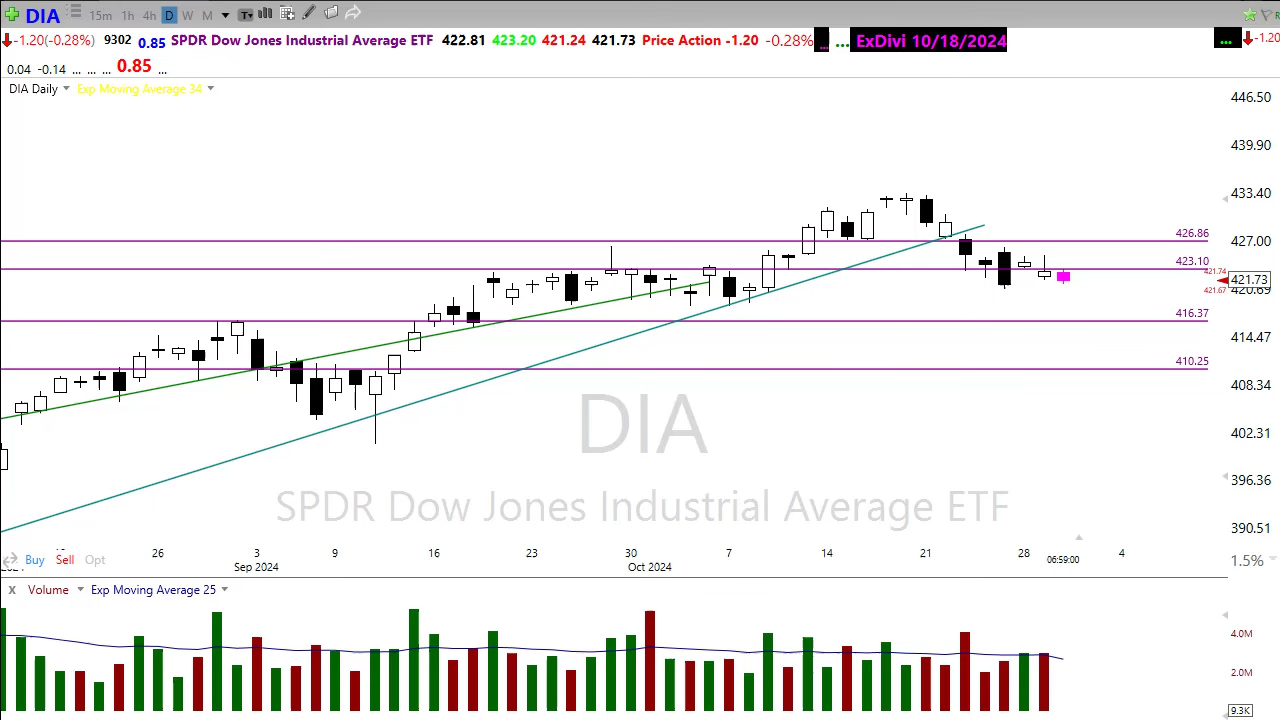 DIA 15m 1h 4h D W M T
-1.20(-0.28%) 9302 0.85 SPDR Dow Jones Industrial Average ETF 422.81 423.20 421.24 421.73 Price Action -1.20 -0.28% ... ... ExDivi 10/18/2024 ... -1.20
0.04 -0.14 ... ... ... 0.85 ...
DIA Daily Exp Moving Average 34
446.50
439.90
433.40
426.86
427.00
423.10
421.74
421.73
421.67
416.37
414.47
410.25
408.34
402.31
396.36
390.51
DIA
SPDR Dow Jones Industrial Average ETF
26 3 9 16 23 30 7 14 21 28 4
Buy Sell Opt 06:59:00 1.5%
Sep 2024 Oct 2024
x Volume Exp Moving Average 25
4.0M
2.0M
9.3K